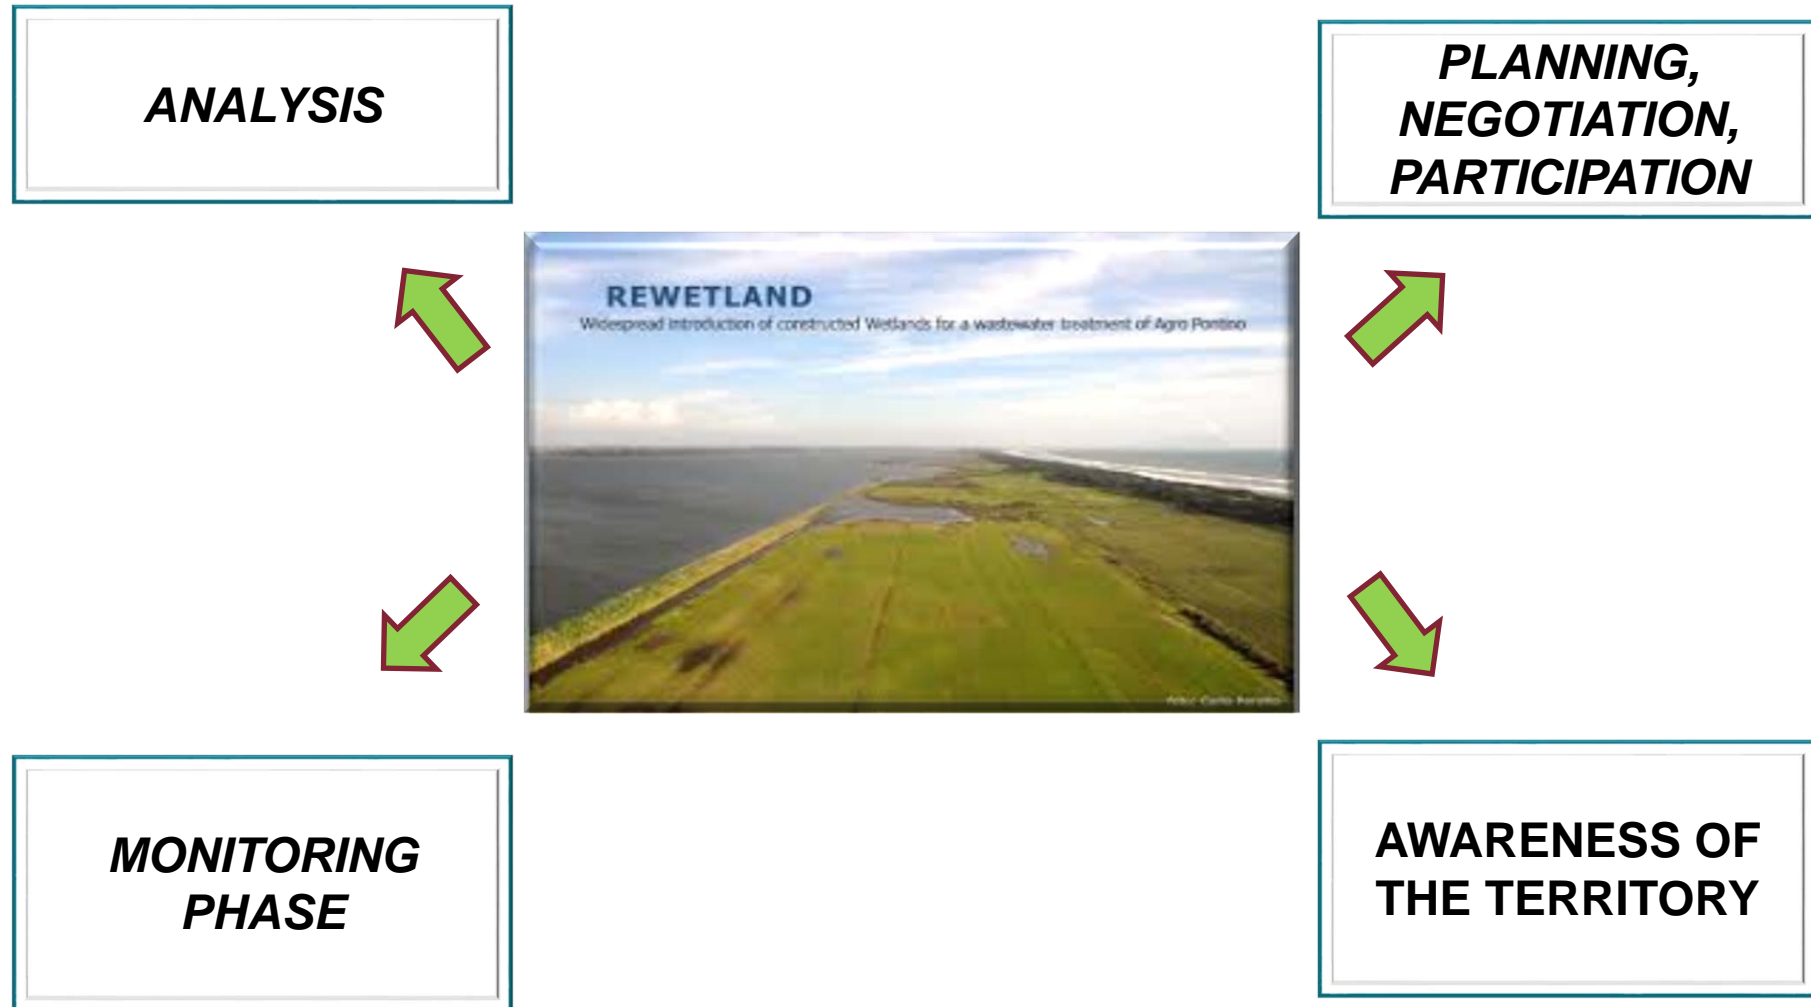 ANALYSIS
PLANNING,
NEGOTIATION,
PARTICIPATION
REWETLAND
Widespread introduction of constructed Wetlands for a wastewater treatment of Agro Pontino
MONITORING
PHASE
AWARENESS OF
THE TERRITORY